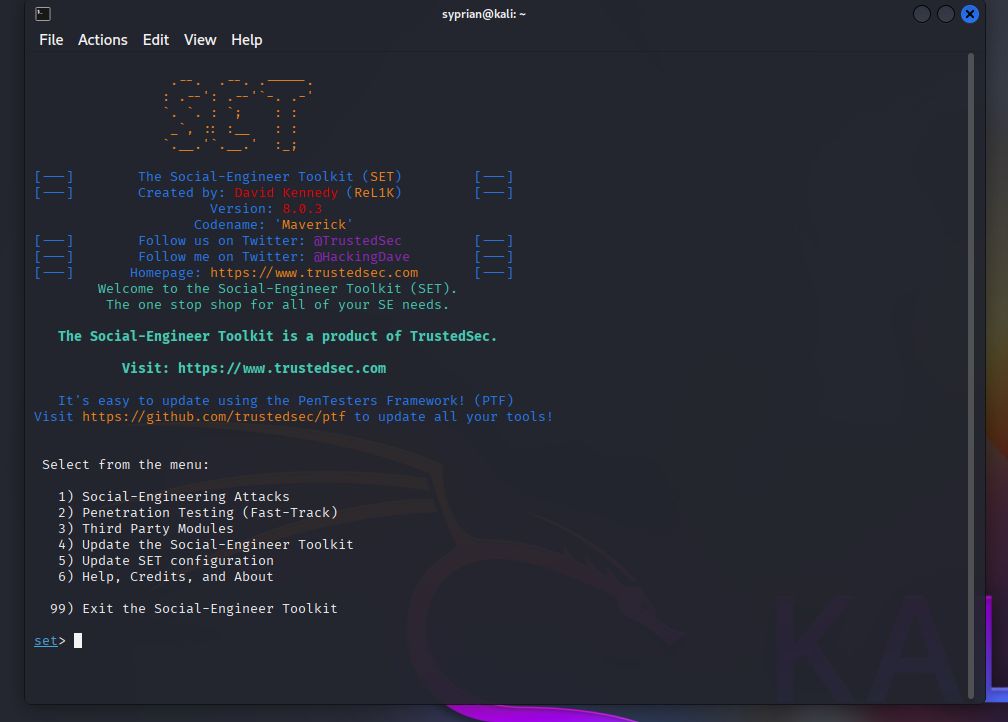 syprian@kali: ~
File Actions Edit View Help
.--. .--. .-----.
: .--': .--'`-. .-'
`. `. : `; : :
_`, :: :__ : :
`.__.'`.__.' :_;
[---] The Social-Engineer Toolkit (SET) [---]
[---] Created by: David Kennedy (ReL1K) [---]
Version: 8.0.3
Codename: 'Maverick'
[---] Follow us on Twitter: @TrustedSec [---]
[---] Follow me on Twitter: @HackingDave [---]
[---] Homepage: https://www.trustedsec.com [---]
Welcome to the Social-Engineer Toolkit (SET).
The one stop shop for all of your SE needs.
The Social-Engineer Toolkit is a product of TrustedSec.
Visit: https://www.trustedsec.com
It's easy to update using the PenTesters Framework! (PTF)
Visit https://github.com/trustedsec/ptf to update all your tools!
Select from the menu:
1) Social-Engineering Attacks
2) Penetration Testing (Fast-Track)
3) Third Party Modules
4) Update the Social-Engineer Toolkit
5) Update SET configuration
6) Help, Credits, and About
99) Exit the Social-Engineer Toolkit
set>
KA